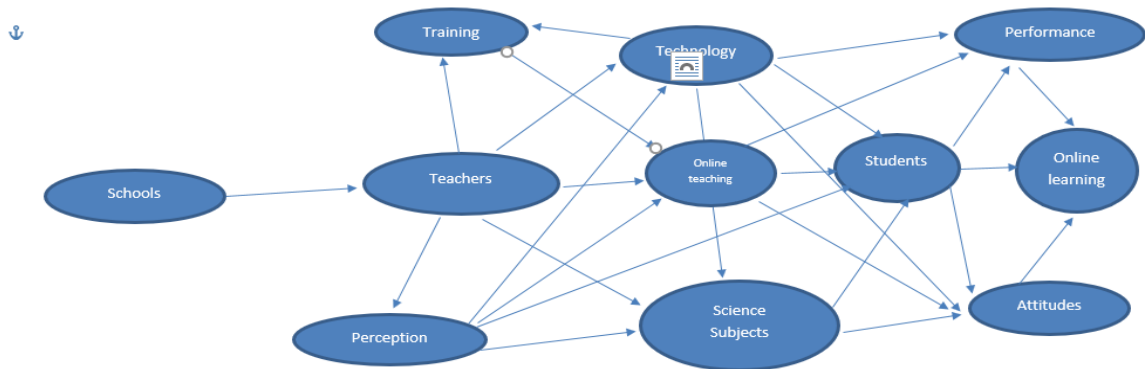 Training
Technology
Performance
Schools
Teachers
Online
teaching
Students
Online
learning
Perception
Science
Subjects
Attitudes